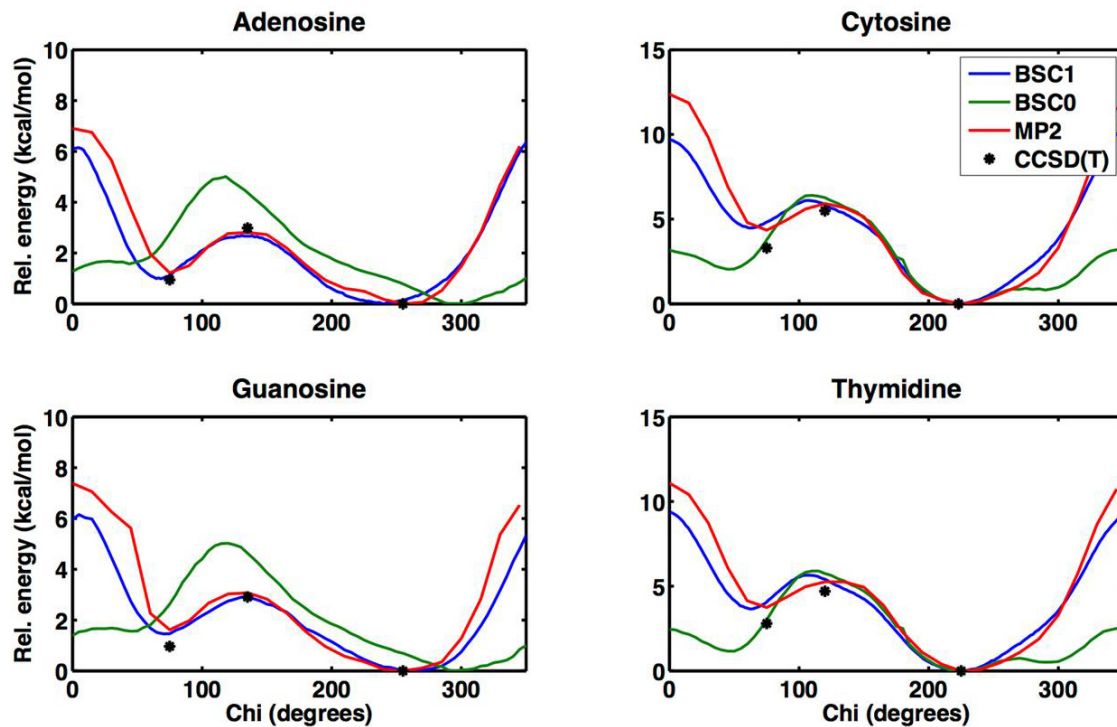 Adenosine
Rel. energy (kcal/mol)
10
8
6
4
2
0
0 100 200 300
Cytosine
15
10
5
0
0 100 200 300
BSC1
BSC0
MP2
CCSD(T)
Guanosine
Rel. energy (kcal/mol)
10
8
6
4
2
0
0 100 200 300
Chi (degrees)
Thymidine
15
10
5
0
0 100 200 300
Chi (degrees)